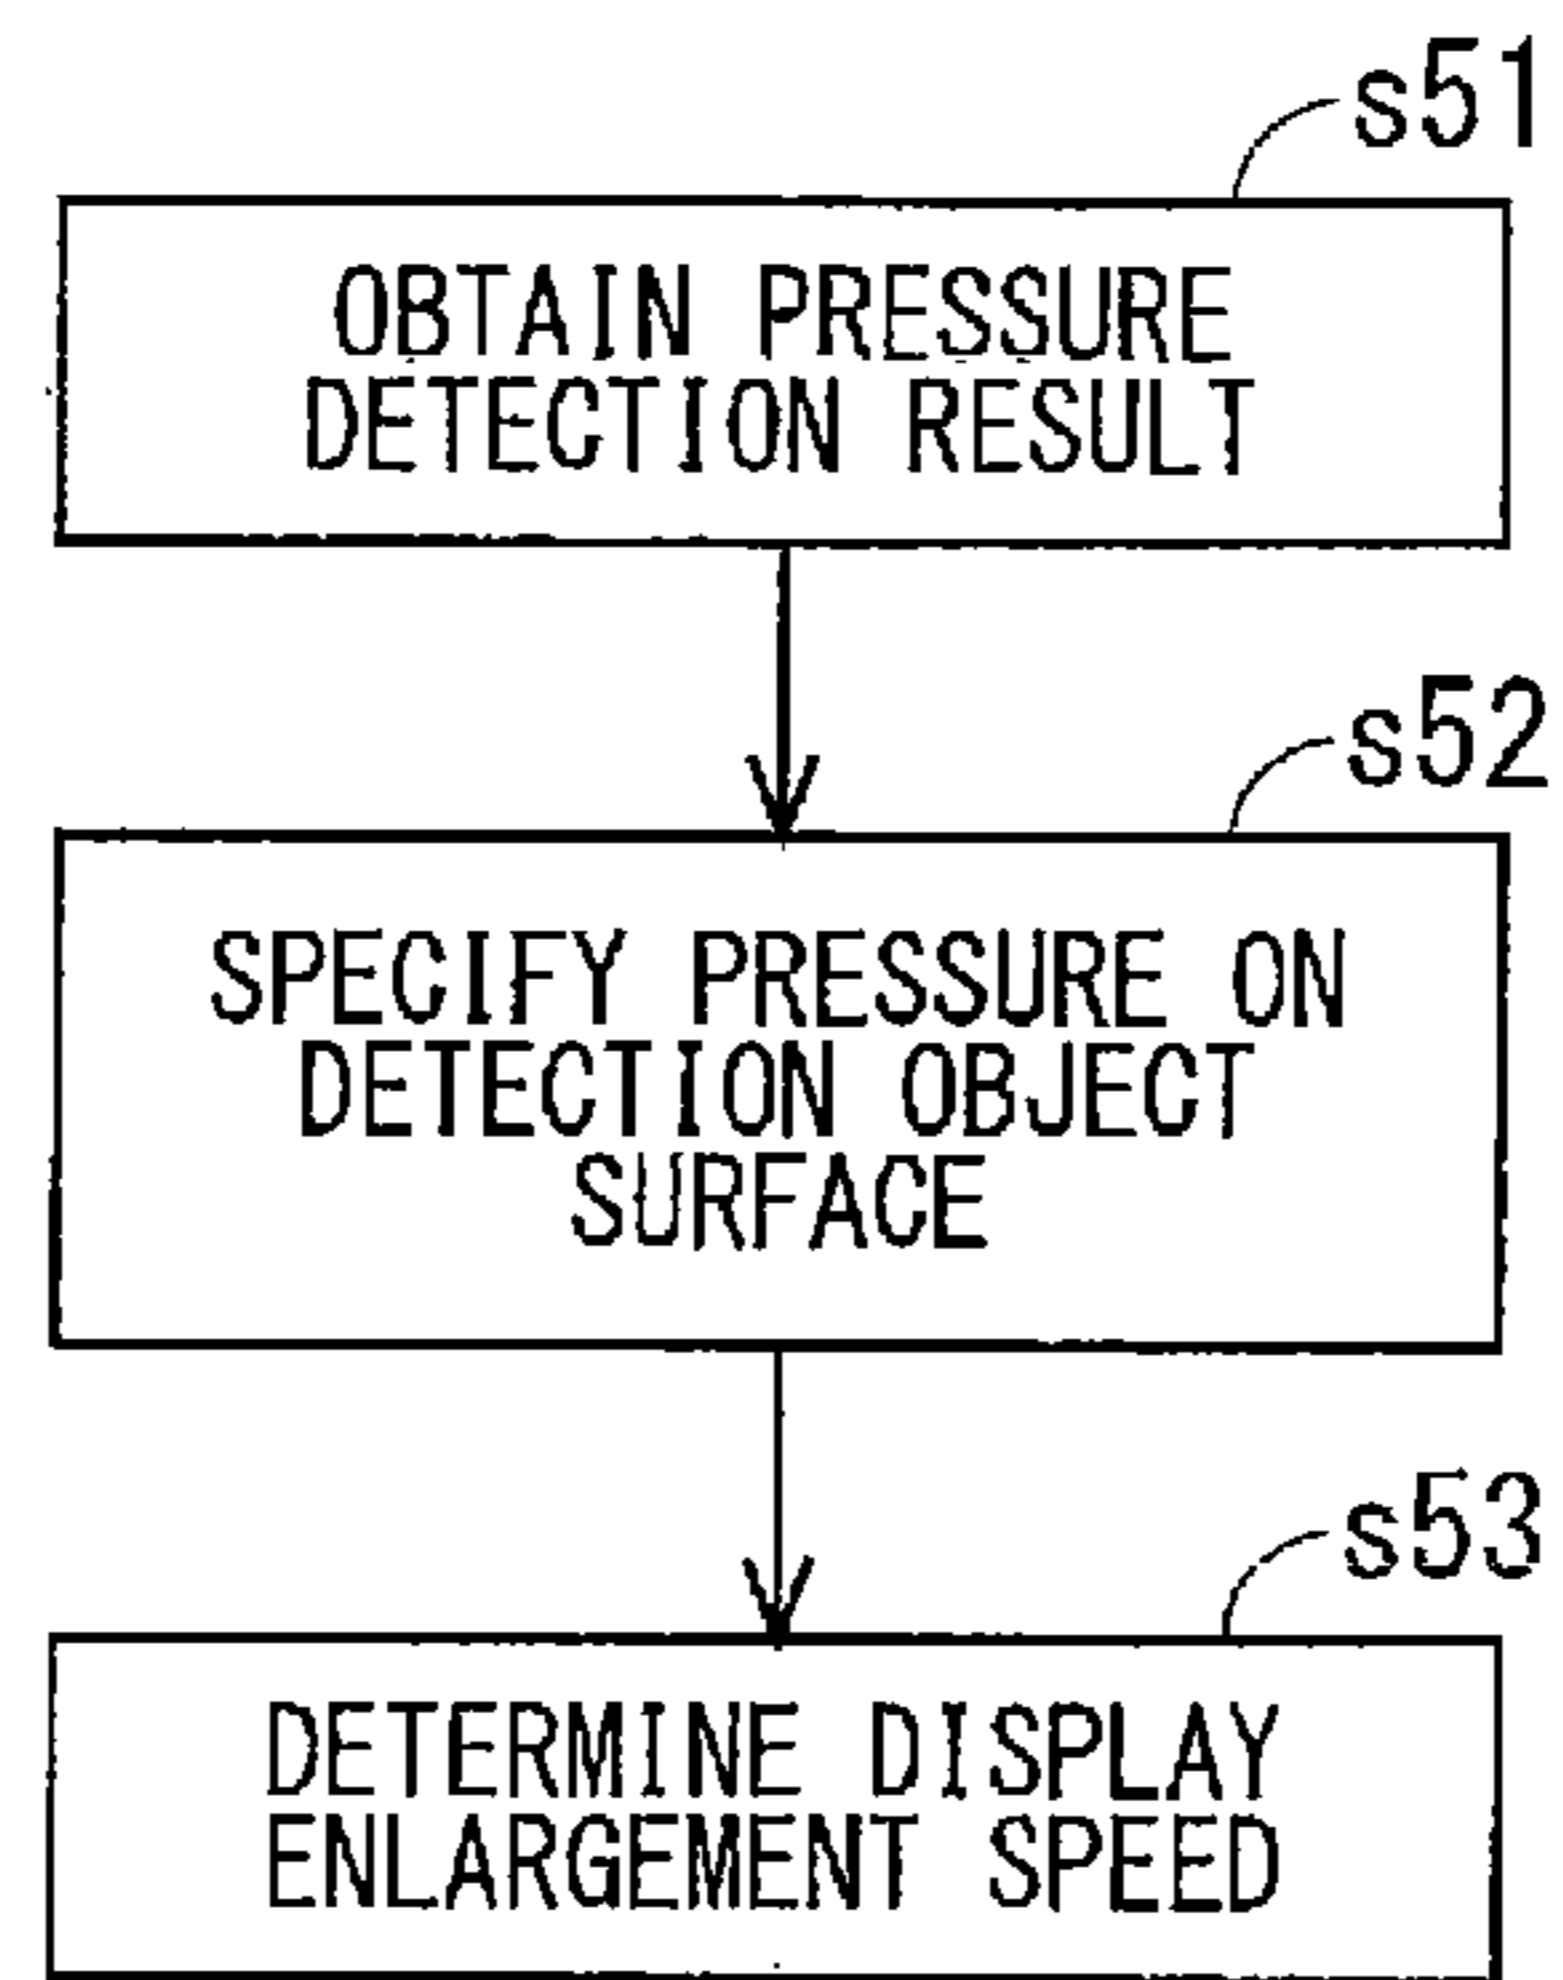 s51
OBTAIN PRESSURE
DETECTION RESULT
s52
SPECIFY PRESSURE ON
DETECTION OBJECT
SURFACE
s53
DETERMINE DISPLAY
ENLARGEMENT SPEED